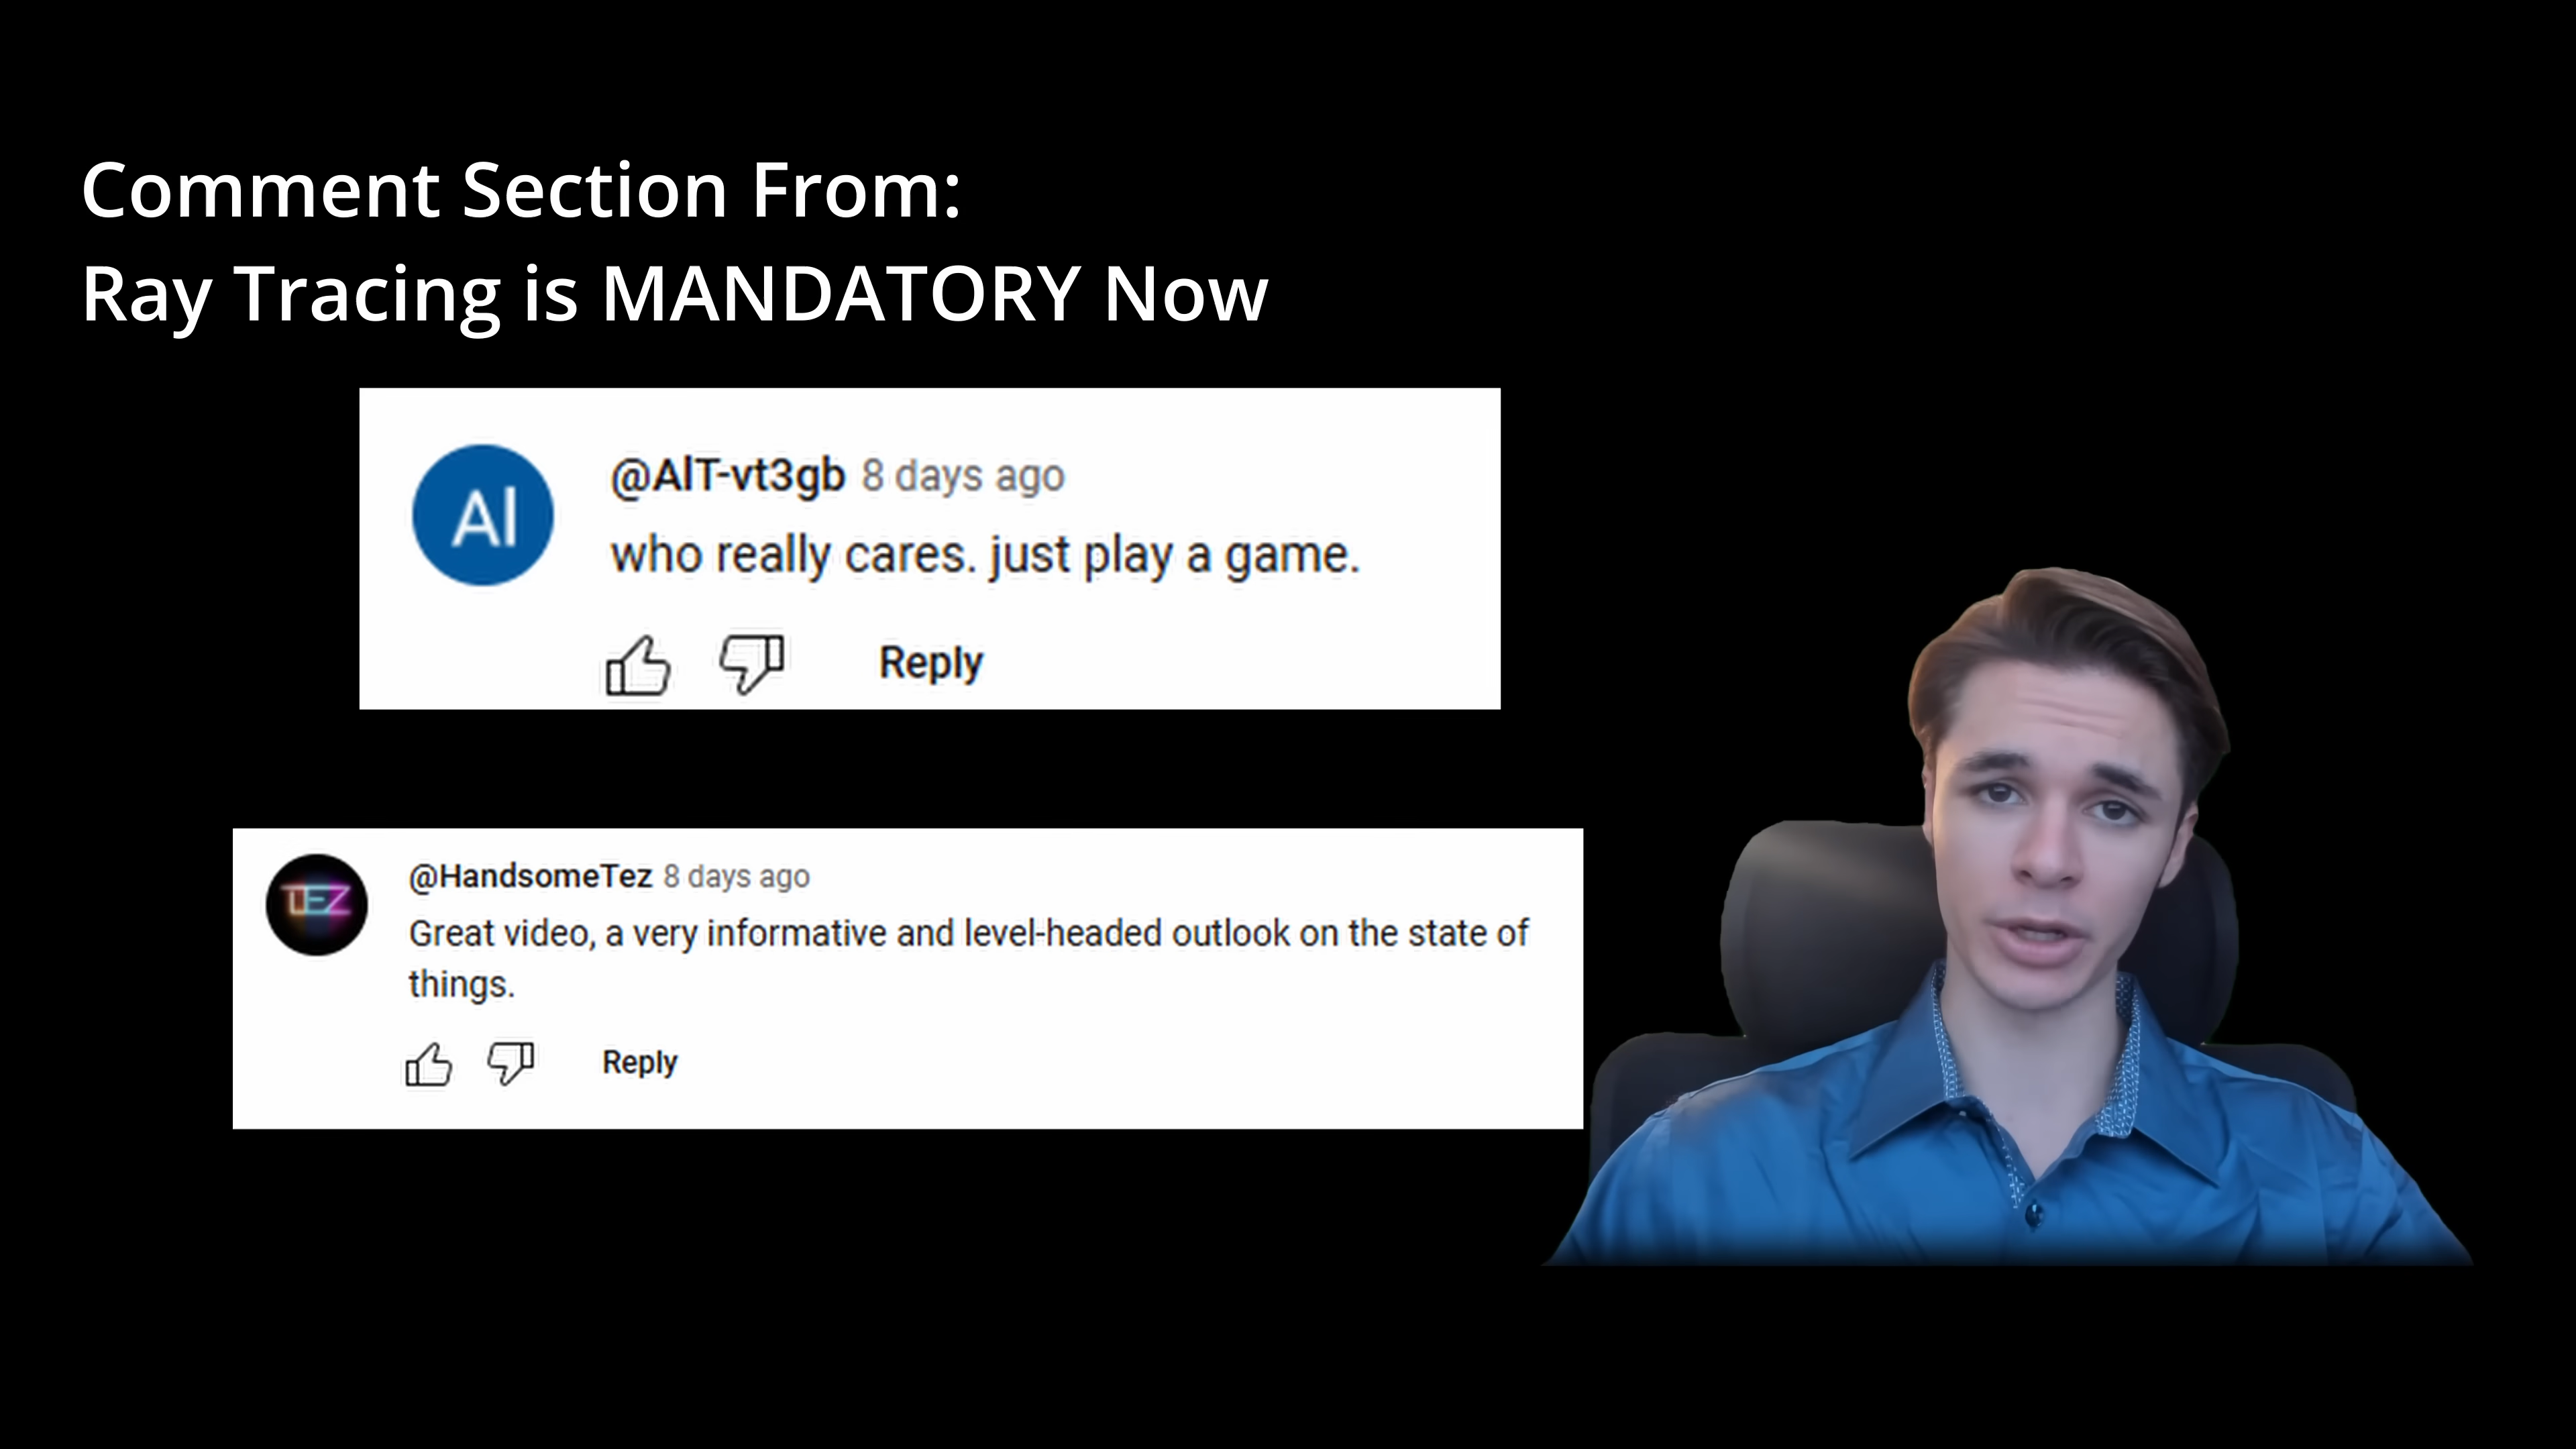 Comment Section From:
Ray Tracing is MANDATORY Now
Al
@AlT-vt3gb 8 days ago
who really cares. just play a game.
Reply
TEZ
@HandsomeTez 8 days ago
Great video, a very informative and level-headed outlook on the state of
things.
Reply